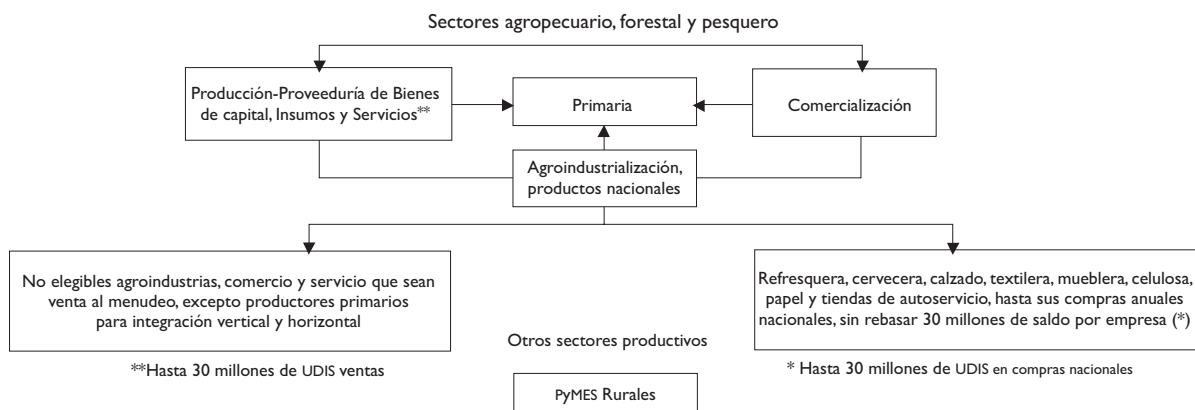 Sectores agropecuario, forestal y pesquero
Producción-Proveeduría de Bienes
de capital, Insumos y Servicios**
Primaria
Comercialización
Agroindustrialización,
productos nacionales
No elegibles agroindustrias, comercio y servicio que sean
venta al menudeo, excepto productores primarios
para integración vertical y horizontal
Refresquera, cervecera, calzado, textilera, mueblera, celulosa,
papel y tiendas de autoservicio, hasta sus compras anuales
nacionales, sin rebasar 30 millones de saldo por empresa (*)
**Hasta 30 millones de UDIS ventas
Otros sectores productivos
* Hasta 30 millones de UDIS en compras nacionales
PyMES Rurales